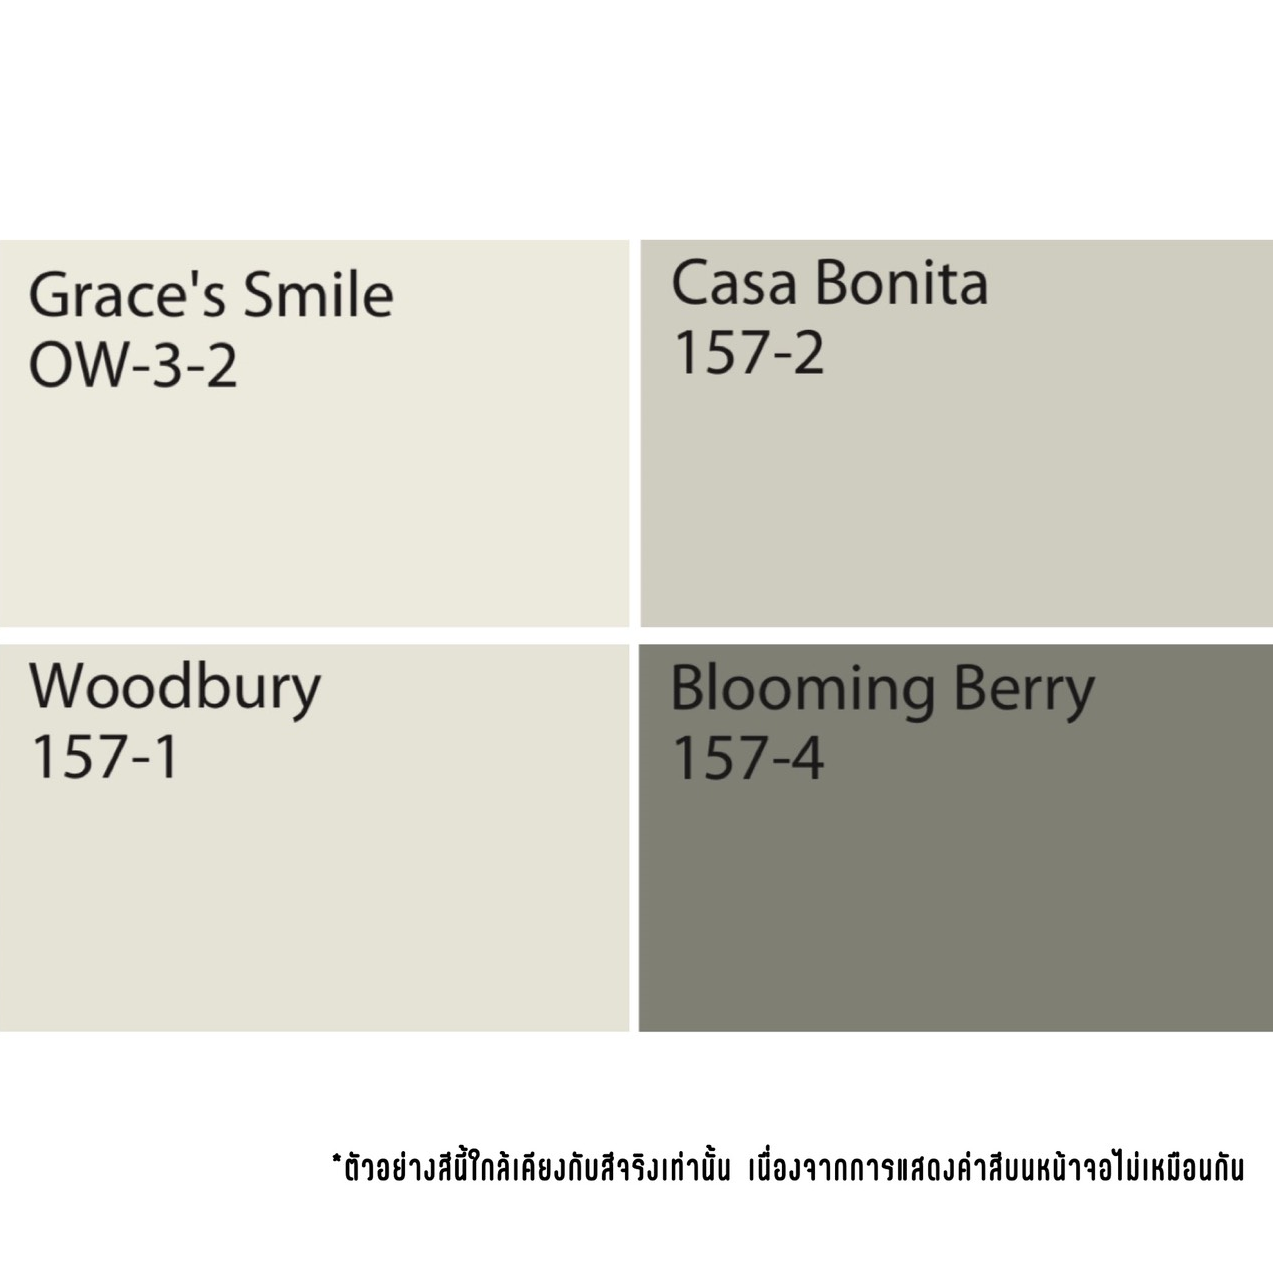 Grace's Smile
OW-3-2
Casa Bonita
157-2
Woodbury
157-1
Blooming Berry
157-4
*ตัวอย่างสีนี้ใกล้เคียงกับสีจริงเท่านั้น เนื่องจากการแสดงค่าสีบนหน้าจอไม่เหมือนกัน